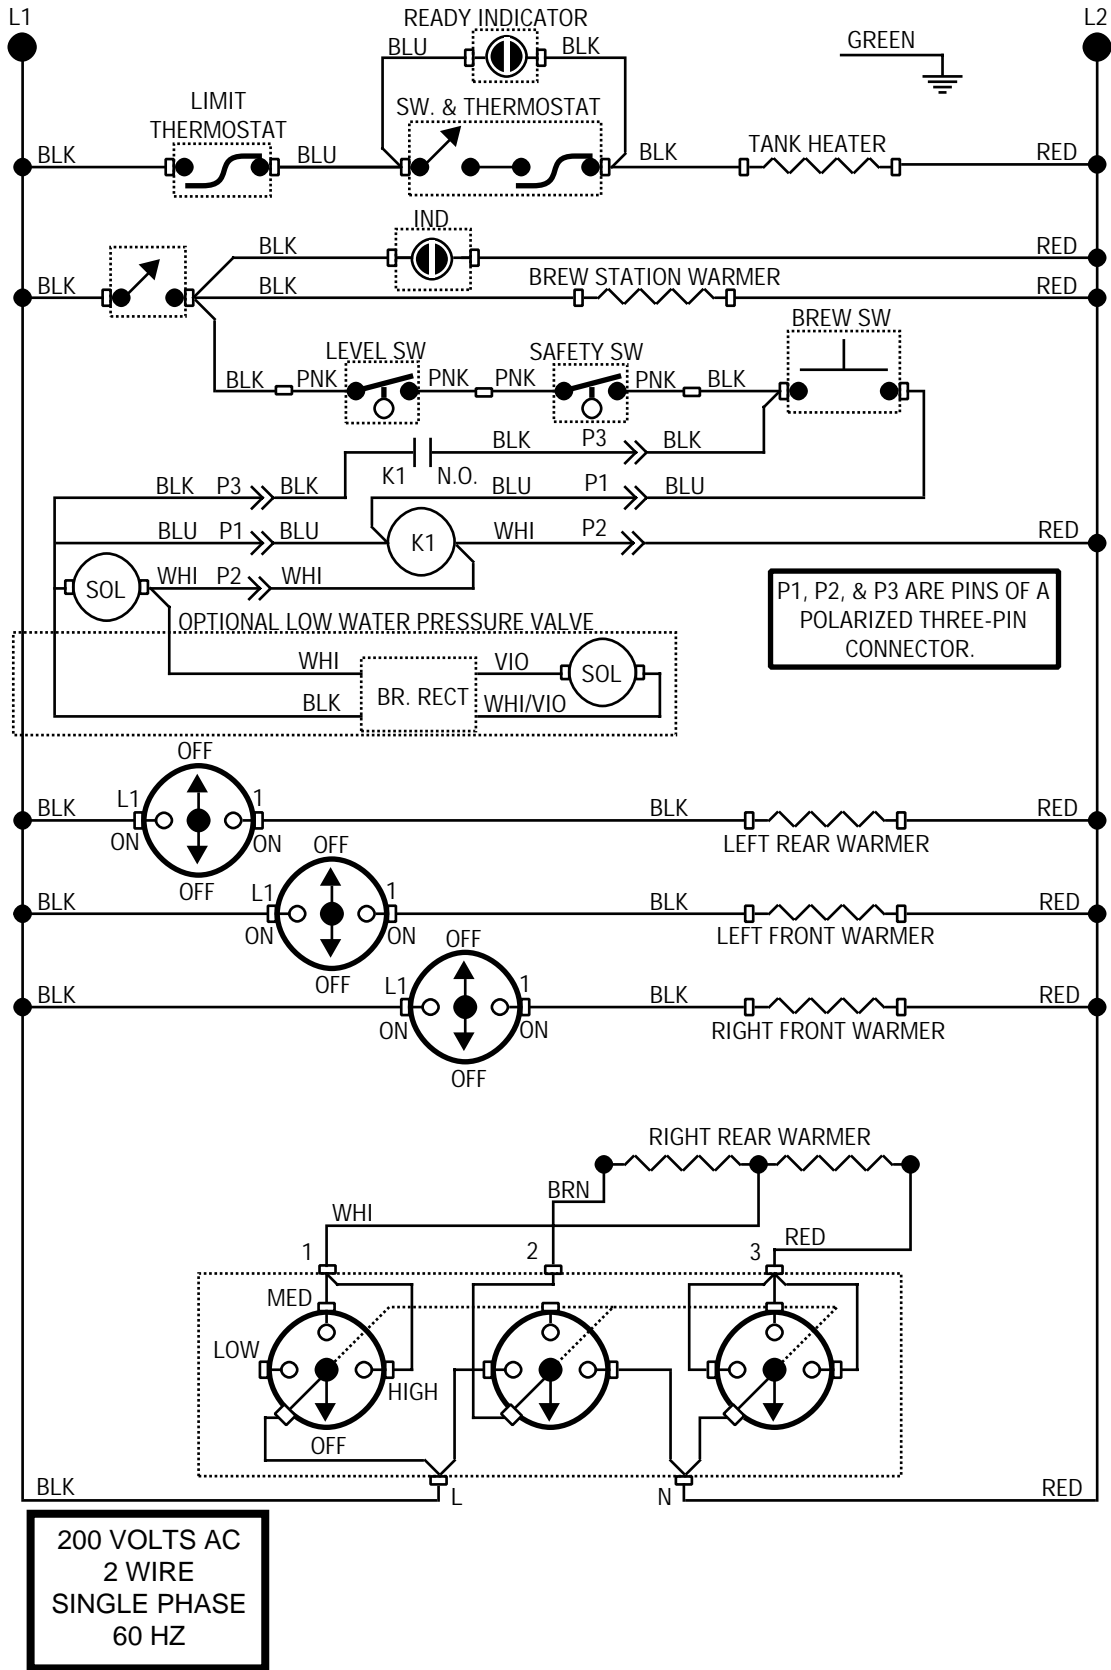 L1
READY INDICATOR
L2
BLU
BLK
GREEN
LIMIT
THERMOSTAT
SW. & THERMOSTAT
BLK
BLU
BLK
TANK HEATER
RED
IND
BLK
RED
BLK
BLK
BREW STATION WARMER
RED
BREW SW
LEVEL SW
SAFETY SW
BLK
PNK
PNK
PNK
PNK
BLK
BLK
P3
BLK
K1
N.O.
BLK
P3
BLK
BLU
P1
BLU
BLU
P1
BLU
K1
WHI
P2
RED
SOL
WHI
P2
WHI
P1, P2, & P3 ARE PINS OF A
POLARIZED THREE-PIN
CONNECTOR.
OPTIONAL LOW WATER PRESSURE VALVE
WHI
VIO
SOL
BR. RECT
BLK
WHI/VIO
OFF
BLK
L1
1
BLK
RED
ON
ON
LEFT REAR WARMER
OFF
OFF
BLK
L1
1
BLK
RED
ON
ON
LEFT FRONT WARMER
OFF
OFF
BLK
L1
1
BLK
RED
ON
ON
RIGHT FRONT WARMER
OFF
RIGHT REAR WARMER
BRN
WHI
RED
1
2
3
MED
LOW
HIGH
OFF
BLK
L
N
RED
200 VOLTS AC
2 WIRE
SINGLE PHASE
60 HZ